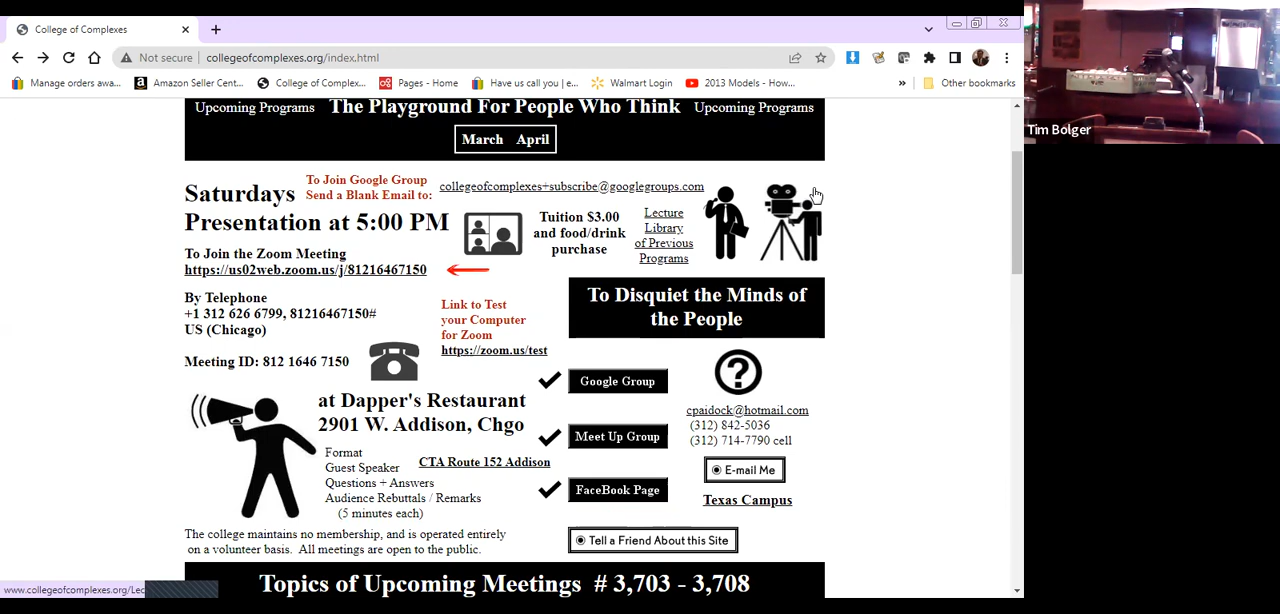 College of Complexes
Not secure collegeofcomplexes.org/index.html
Manage orders awa... Amazon Seller Cent... College of Complex... Pages - Home Have us call you | e... Walmart Login 2013 Models - How... » Other bookmarks
Upcoming Programs The Playground For People Who Think Upcoming Programs
March April
Saturdays
Presentation at 5:00 PM
To Join Google Group
Send a Blank Email to:
collegeofcomplexes+subscribe@googlegroups.com
Tuition $3.00
and food/drink
purchase
Lecture
Library
of Previous
Programs
To Join the Zoom Meeting
https://us02web.zoom.us/j/81216467150
By Telephone
+1 312 626 6799, 81216467150#
US (Chicago)
Meeting ID: 812 1646 7150
Link to Test
your Computer
for Zoom
https://zoom.us/test
To Disquiet the Minds of
the People
at Dapper's Restaurant
2901 W. Addison, Chgo
Format
Guest Speaker
Questions + Answers
Audience Rebuttals / Remarks
(5 minutes each)
CTA Route 152 Addison
Google Group
Meet Up Group
FaceBook Page
cpaidock@hotmail.com
(312) 842-5036
(312) 714-7790 cell
E-mail Me
Texas Campus
The college maintains no membership, and is operated entirely
on a volunteer basis. All meetings are open to the public.
Tell a Friend About this Site
Topics of Upcoming Meetings # 3,703 - 3,708
www.collegeofcomplexes.org/Lec
Tim Bolger